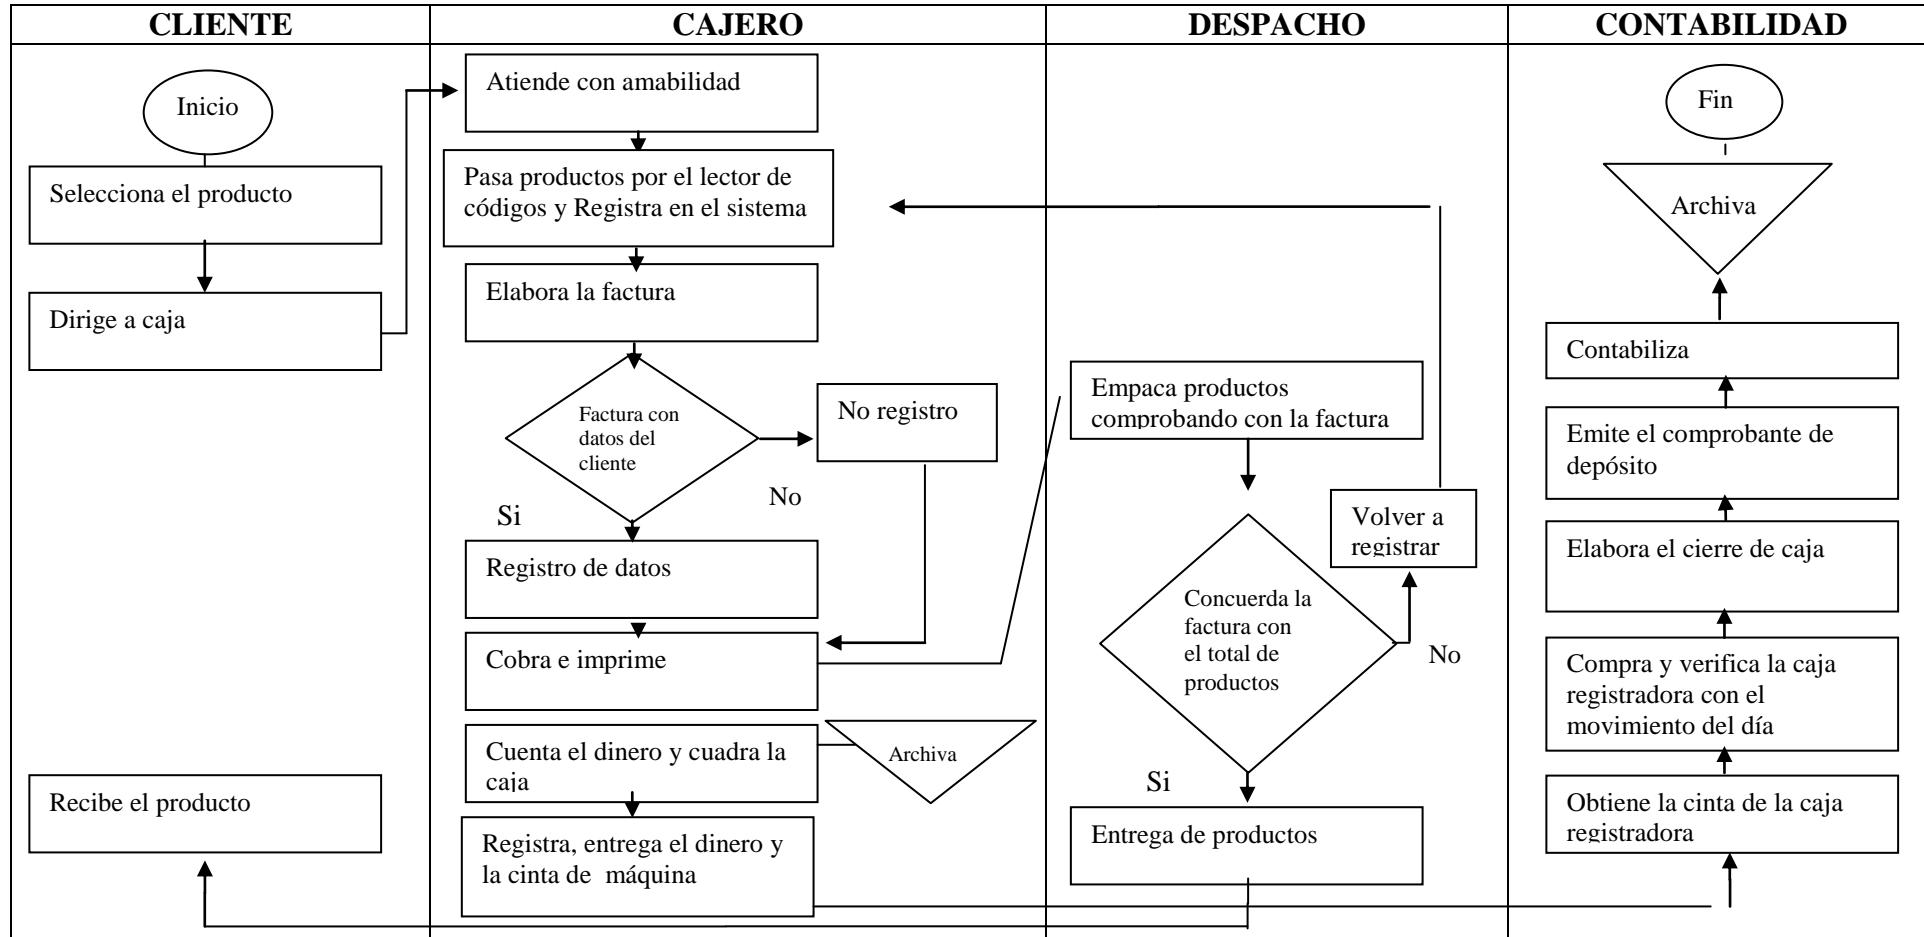 CLIENTE
CAJERO
DESPACHO
CONTABILIDAD
Inicio
Selecciona el producto
Dirige a caja
Recibe el producto
Atiende con amabilidad
Pasa productos por el lector de
códigos y Registra en el sistema
Elabora la factura
Factura con
datos del
cliente
No registro
No
Si
Registro de datos
Cobra e imprime
Cuenta el dinero y cuadra la
caja
Archiva
Registra, entrega el dinero y
la cinta de máquina
Empaca productos
comprobando con la factura
Volver a
registrar
Concuerda la
factura con
el total de
productos
No
Si
Entrega de productos
Fin
Archiva
Contabiliza
Emite el comprobante de
depósito
Elabora el cierre de caja
Compra y verifica la caja
registradora con el
movimiento del día
Obtiene la cinta de la caja
registradora